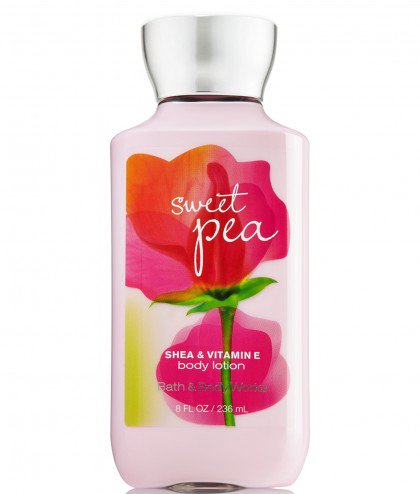 sweet
pea
SHEA & VITAMIN E
body lotion
Bath & Body Works
8 FL OZ / 236 mL